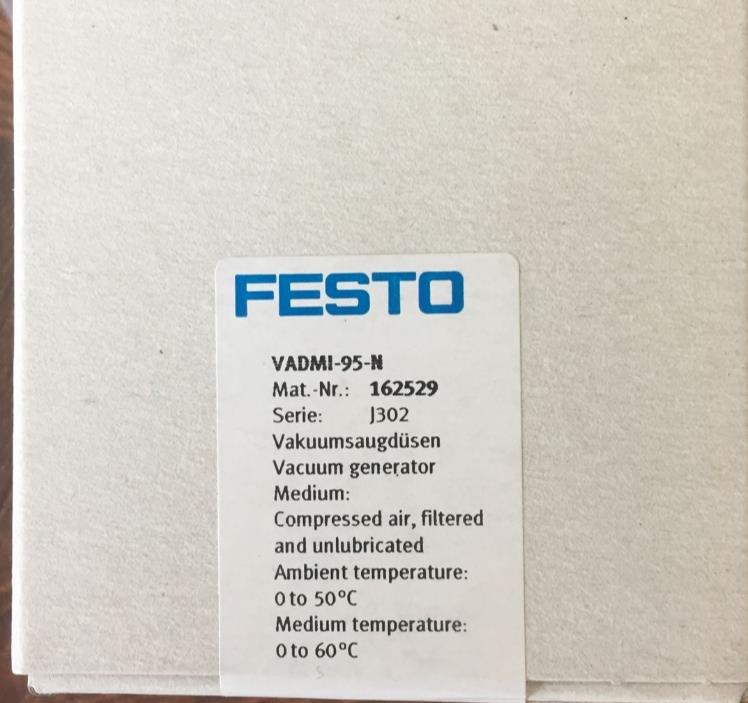 FESTO
VADMI-95-N
Mat.-Nr.: 162529
Serie: J302
Vakuumsaugdüsen
Vacuum generator
Medium:
Compressed air, filtered
and unlubricated
Ambient temperature:
0 to 50°C
Medium temperature:
0 to 60°C
S